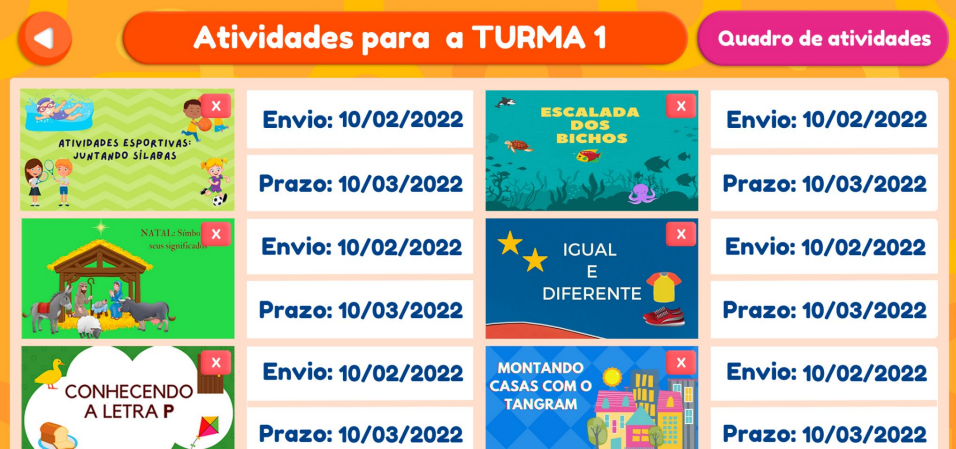 Atividades para a TURMA 1
Quadro de atividades
ATIVIDADES ESPORTIVAS:
JUNTANDO SÍLABAS
X
Envio: 10/02/2022
Prazo: 10/03/2022
ESCALADA
DOS
BICHOS
X
Envio: 10/02/2022
Prazo: 10/03/2022
NATAL:
seus significados
X
Envio: 10/02/2022
Prazo: 10/03/2022
IGUAL
E
DIFERENTE
X
Envio: 10/02/2022
Prazo: 10/03/2022
CONHECENDO
A LETRA P
X
Envio: 10/02/2022
Prazo: 10/03/2022
MONTANDO
CASAS COM O
TANGRAM
X
Envio: 10/02/2022
Prazo: 10/03/2022